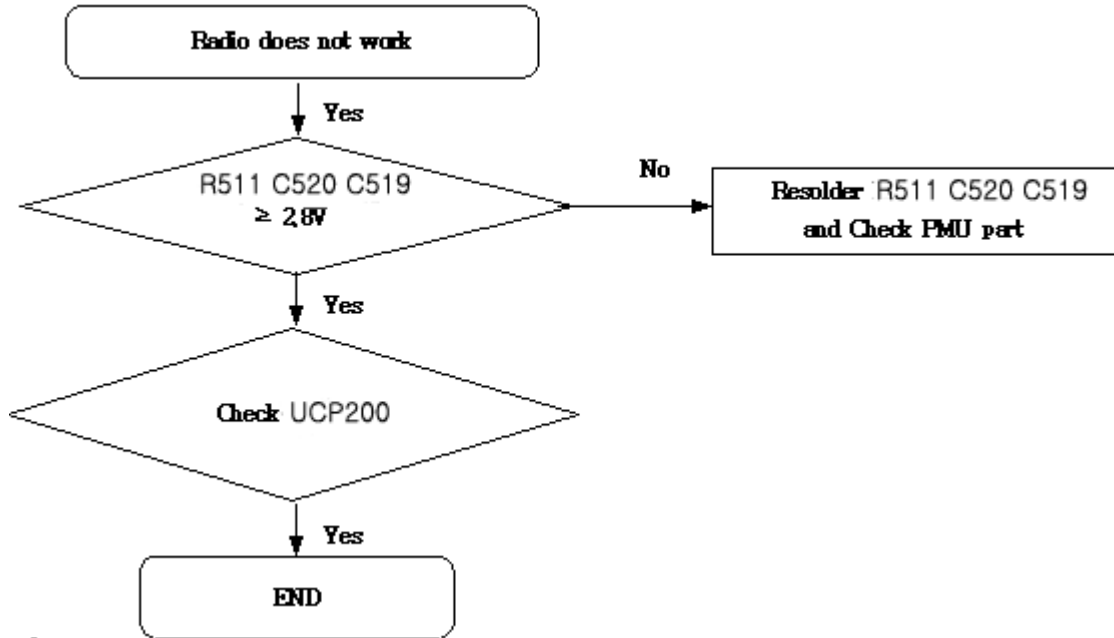 Radio does not work
Yes
R511 C520 C519
≥ 2.8V
No
Resolder R511 C520 C519
and Check PMU part
Yes
Check UCP200
Yes
END